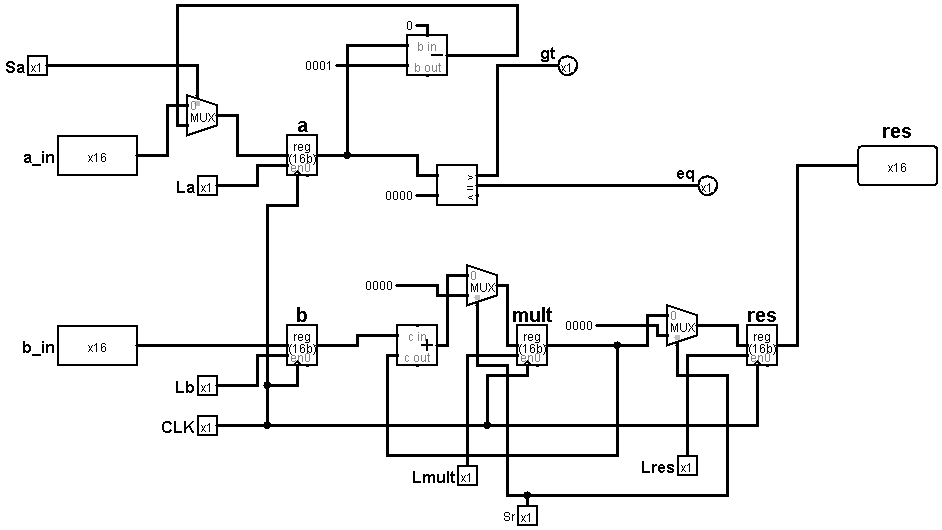 0
b in
b out
0001
gt
x1
Sa
x1
0
MUX
a
reg
(16b)
en0
a_in
x16
La
x1
0000
>
=
<
eq
x1
res
x16
0000
0
MUX
b_in
x16
b
reg
(16b)
en0
c in
+
c out
mult
reg
(16b)
en0
0000
0
MUX
res
reg
(16b)
en0
Lb
x1
CLK
x1
Lmult
x1
Lres
x1
Sr
x1